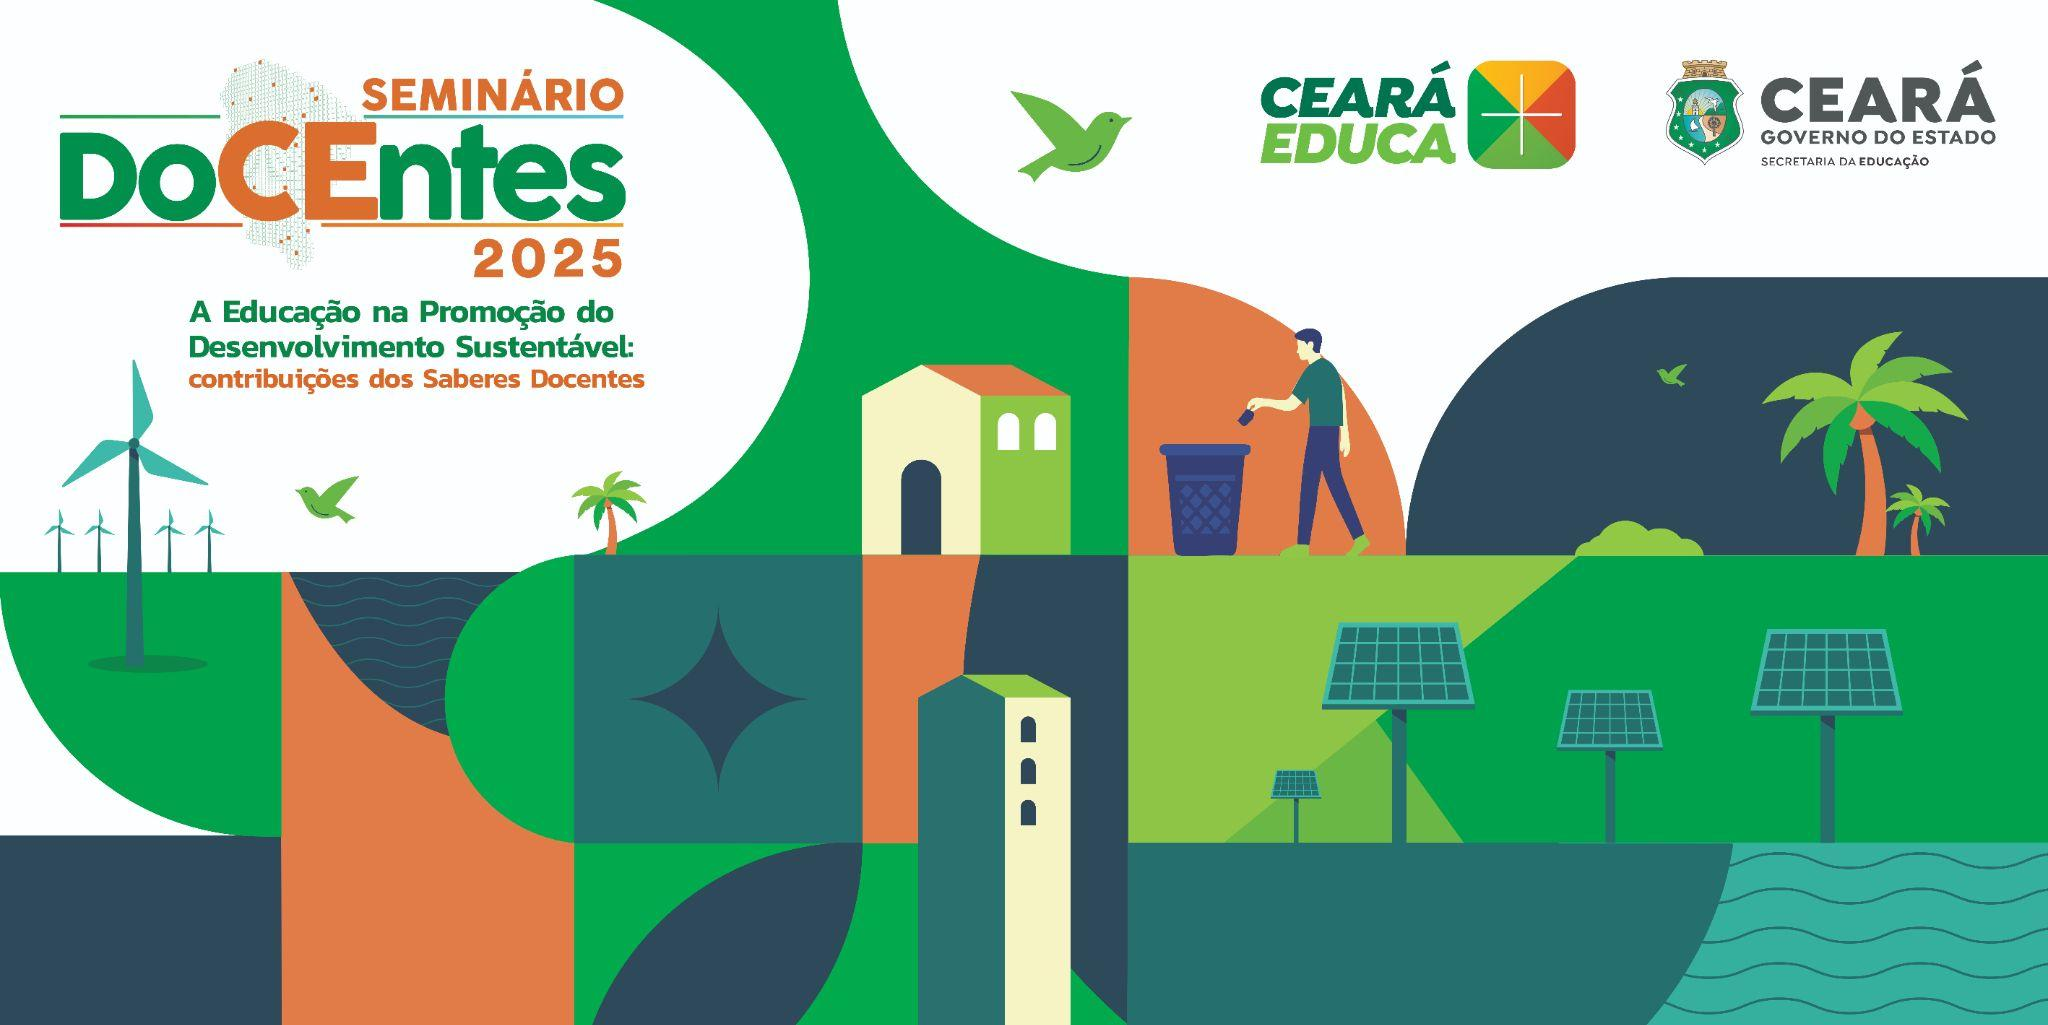 SEMINÁRIO
DoCEntes
2025
A Educação na Promoção do
Desenvolvimento Sustentável:
contribuições dos Saberes Docentes
CEARÁ
EDUCA
CEARÁ
GOVERNO DO ESTADO
SECRETARIA DA EDUCAÇÃO